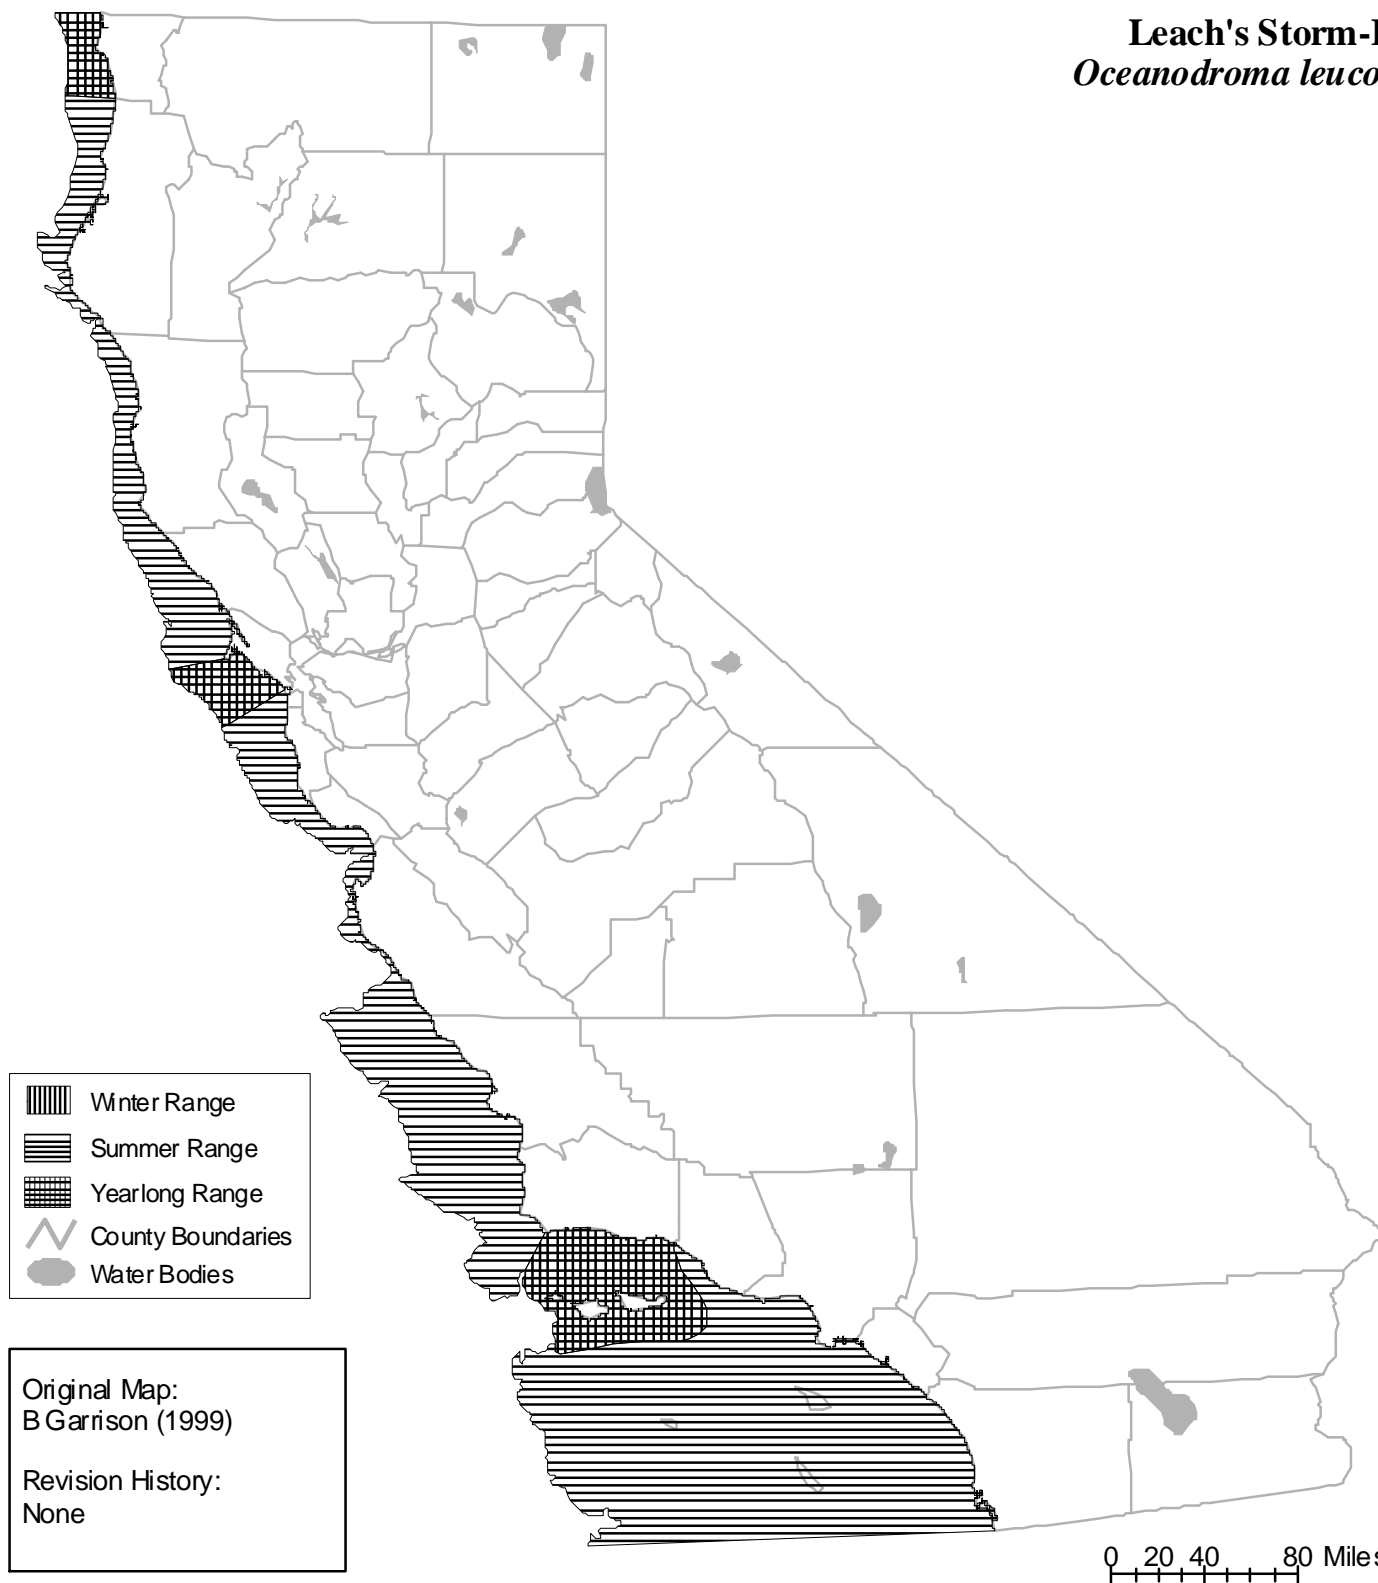 Leach's Storm-
Oceanodroma leuco
Winter Range
Summer Range
Yearlong Range
County Boundaries
Water Bodies
Original Map:
B Garrison (1999)
Revision History:
None
0 20 40 80 Miles